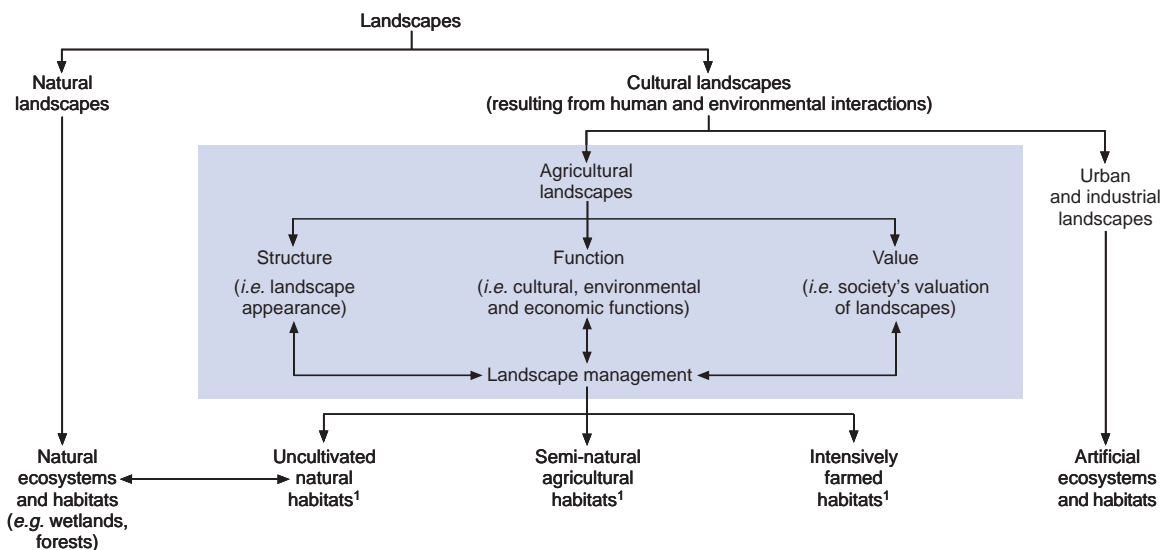 Landscapes
Natural
landscapes
Cultural landscapes
(resulting from human and environmental interactions)
Agricultural
landscapes
Urban
and industrial
landscapes
Structure
(i.e. landscape
appearance)
Function
(i.e. cultural, environmental
and economic functions)
Value
(i.e. society’s valuation
of landscapes)
Landscape management
Natural
ecosystems
and habitats
(e.g. wetlands,
forests)
Uncultivated
natural
habitats1
Semi-natural
agricultural
habitats1
Intensively
farmed
habitats1
Artificial
ecosystems
and habitats